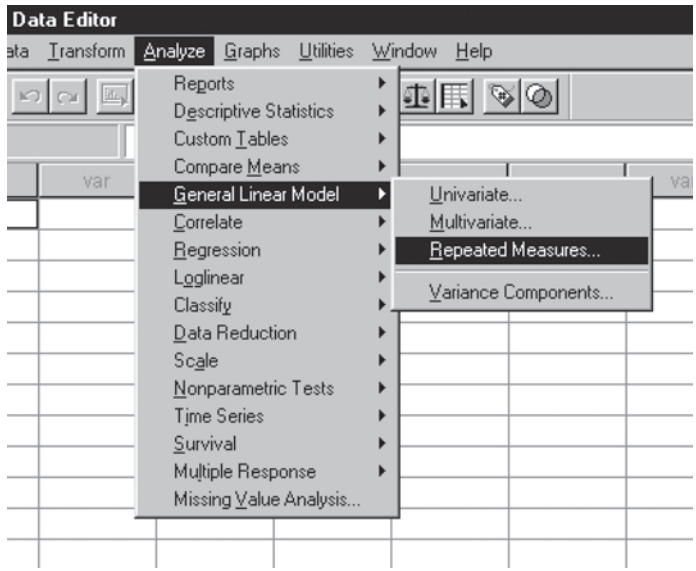 Data Editor
ata Transform Analyze Graphs Utilities Window Help
Reports
Descriptive Statistics
Custom Tables
Compare Means
var
va
General Linear Model
Univariate...
Correlate
Multivariate...
Regression
Repeated Measures...
Loglinear
Classify
Variance Components...
Data Reduction
Scale
Nonparametric Tests
Time Series
Survival
Multiple Response
Missing Value Analysis...